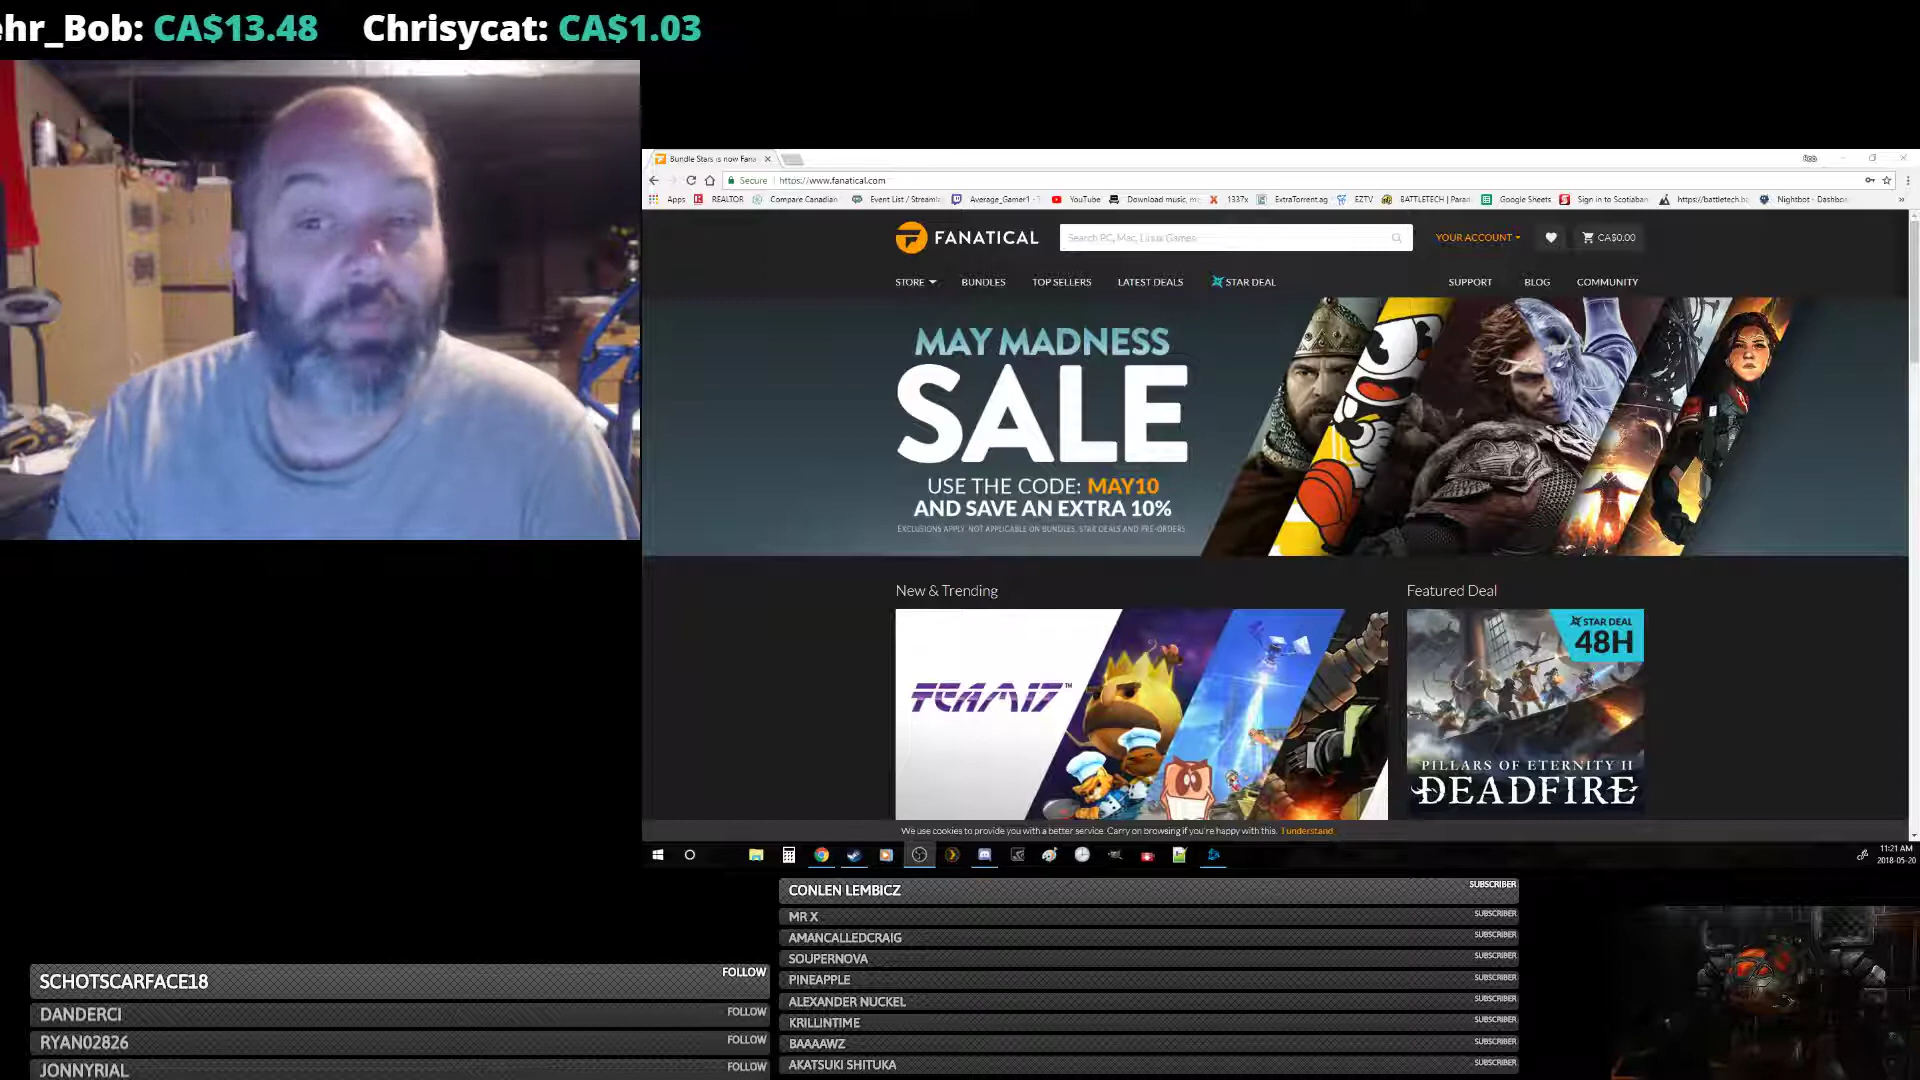 ehr_Bob: CA$13.48 Chrisycat: CA$1.03
Bundle Stars is now Fana
Secure https://www.fanatical.com
Apps REALTOR Compare Canadian Event List / Streamla Average_Gamer1 - YouTube Download music, m 1337x ExtraTorrent.ag EZTV BATTLETECH | Para Google Sheets Sign in to Scotiaban https://battletech.b Nightbot - Dashbo
FANATICAL
Search PC, Mac, Linux Games
YOUR ACCOUNT
CA$0.00
STORE BUNDLES TOP SELLERS LATEST DEALS STAR DEAL SUPPORT BLOG COMMUNITY
MAY MADNESS
SALE
USE THE CODE: MAY10
AND SAVE AN EXTRA 10%
EXCLUSIONS APPLY. NOT APPLICABLE ON BUNDLES, STAR DEALS AND PRE-ORDERS
New & Trending
Featured Deal
TEAM17™
STAR DEAL
48H
PILLARS OF ETERNITY II
DEADFIRE
We use cookies to provide you with a better service. Carry on browsing if you're happy with this. I understand
11:21 AM
2018-05-20
CONLEN LEMBICZ SUBSCRIBER
MR X SUBSCRIBER
AMANCALLEDCRAIG SUBSCRIBER
SOUPERNOVA SUBSCRIBER
PINEAPPLE SUBSCRIBER
ALEXANDER NUCKEL SUBSCRIBER
KRILLINTIME SUBSCRIBER
BAAAAWZ SUBSCRIBER
AKATSUKI SHITUKA SUBSCRIBER
SCHOTSCARFACE18 FOLLOW
DANDERCI FOLLOW
RYAN02826 FOLLOW
JONNYRIAL FOLLOW